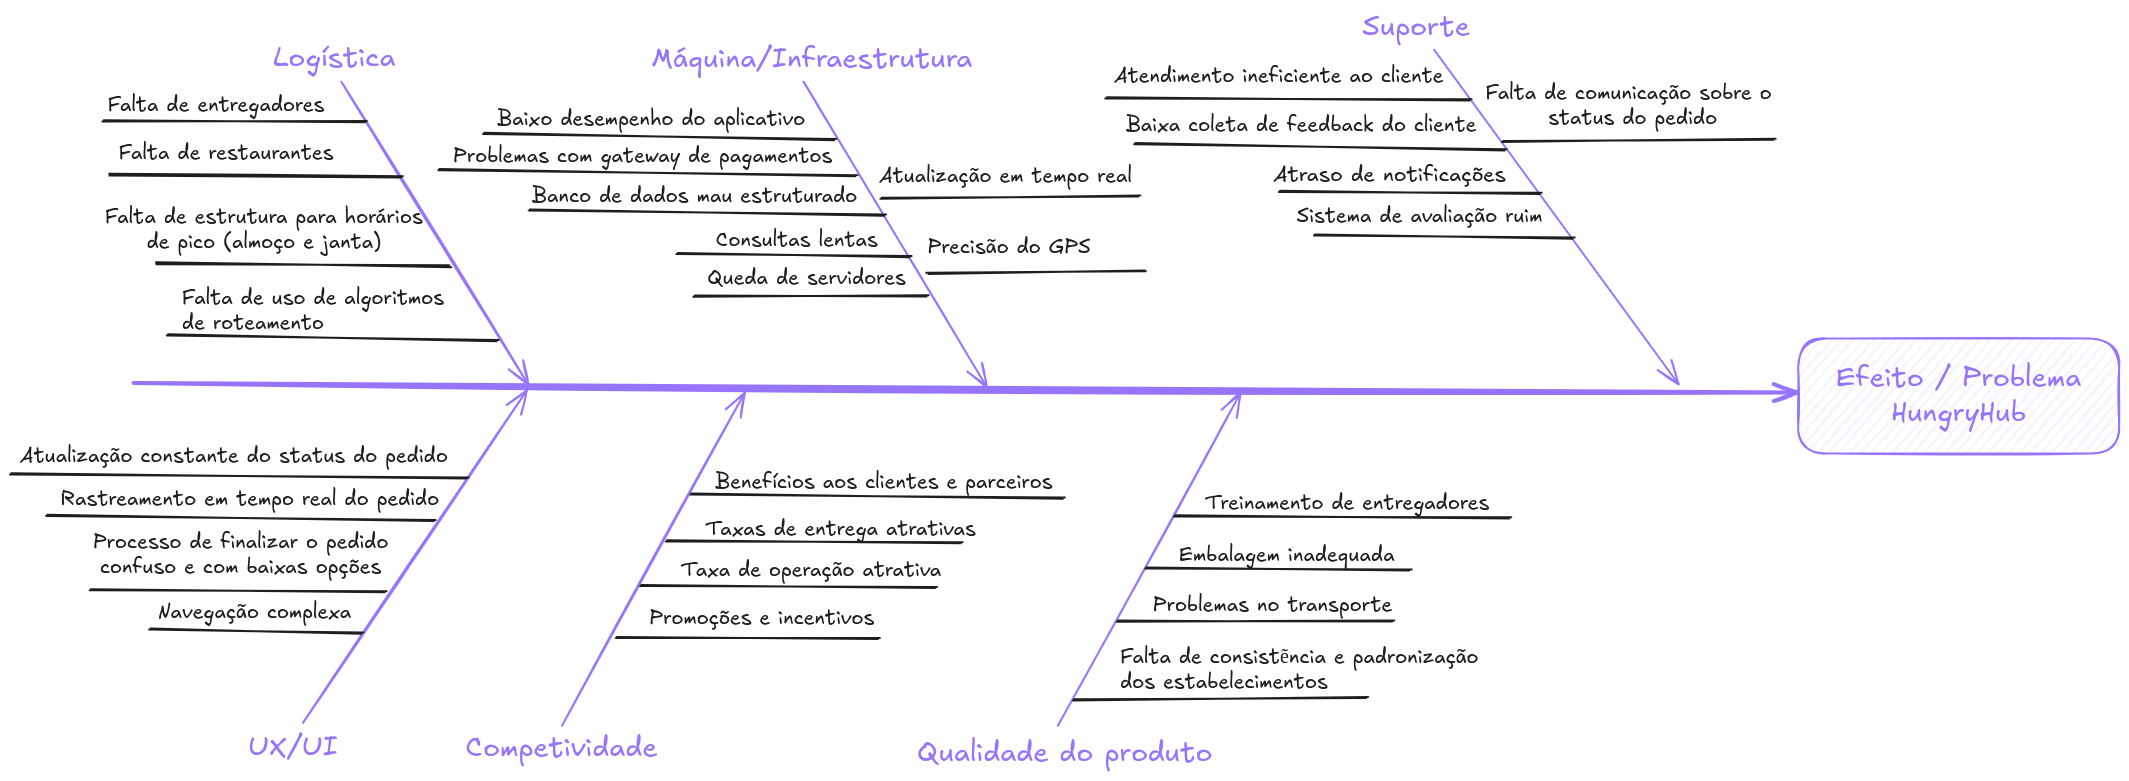 Logística
Falta de entregadores
Falta de restaurantes
Falta de estrutura para horários
de pico (almoço e janta)
Falta de uso de algoritmos
de roteamento
Máquina/Infraestrutura
Baixo desempenho do aplicativo
Problemas com gateway de pagamentos
Banco de dados mau estruturado
Consultas lentas
Queda de servidores
Atualização em tempo real
Precisão do GPS
Suporte
Atendimento ineficiente ao cliente
Baixa coleta de feedback do cliente
Atraso de notificações
Sistema de avaliação ruim
Falta de comunicação sobre o
status do pedido
Efeito / Problema
HungryHub
Atualização constante do status do pedido
Rastreamento em tempo real do pedido
Processo de finalizar o pedido
confuso e com baixas opções
Navegação complexa
UX/UI
Benefícios aos clientes e parceiros
Taxas de entrega atrativas
Taxa de operação atrativa
Promoções e incentivos
Competividade
Treinamento de entregadores
Embalagem inadequada
Problemas no transporte
Falta de consistência e padronização
dos estabelecimentos
Qualidade do produto